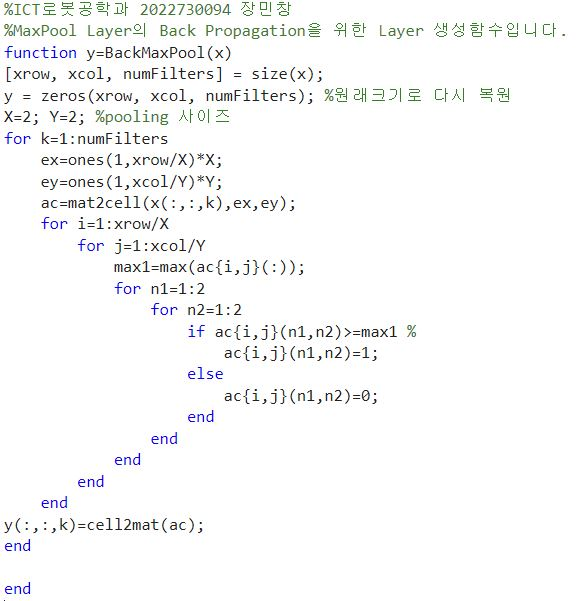 %ICT로봇공학과 2022730094 장민창
%MaxPool Layer의 Back Propagation을 위한 Layer 생성함수입니다.
function y=BackMaxPool(x)
[xrow, xcol, numFilters] = size(x);
y = zeros(xrow, xcol, numFilters); %원래크기로 다시 복원
X=2; Y=2; %pooling 사이즈
for k=1:numFilters
    ex=ones(1,xrow/X)*X;
    ey=ones(1,xcol/Y)*Y;
    ac=mat2cell(x(:,:,k),ex,ey);
    for i=1:xrow/X
        for j=1:xcol/Y
            max1=max(ac{i,j}(:));
            for n1=1:2
                for n2=1:2
                    if ac{i,j}(n1,n2)>=max1 %
                        ac{i,j}(n1,n2)=1;
                    else
                        ac{i,j}(n1,n2)=0;
                    end
                end
            end
        end
    end
y(:,:,k)=cell2mat(ac);
end
end